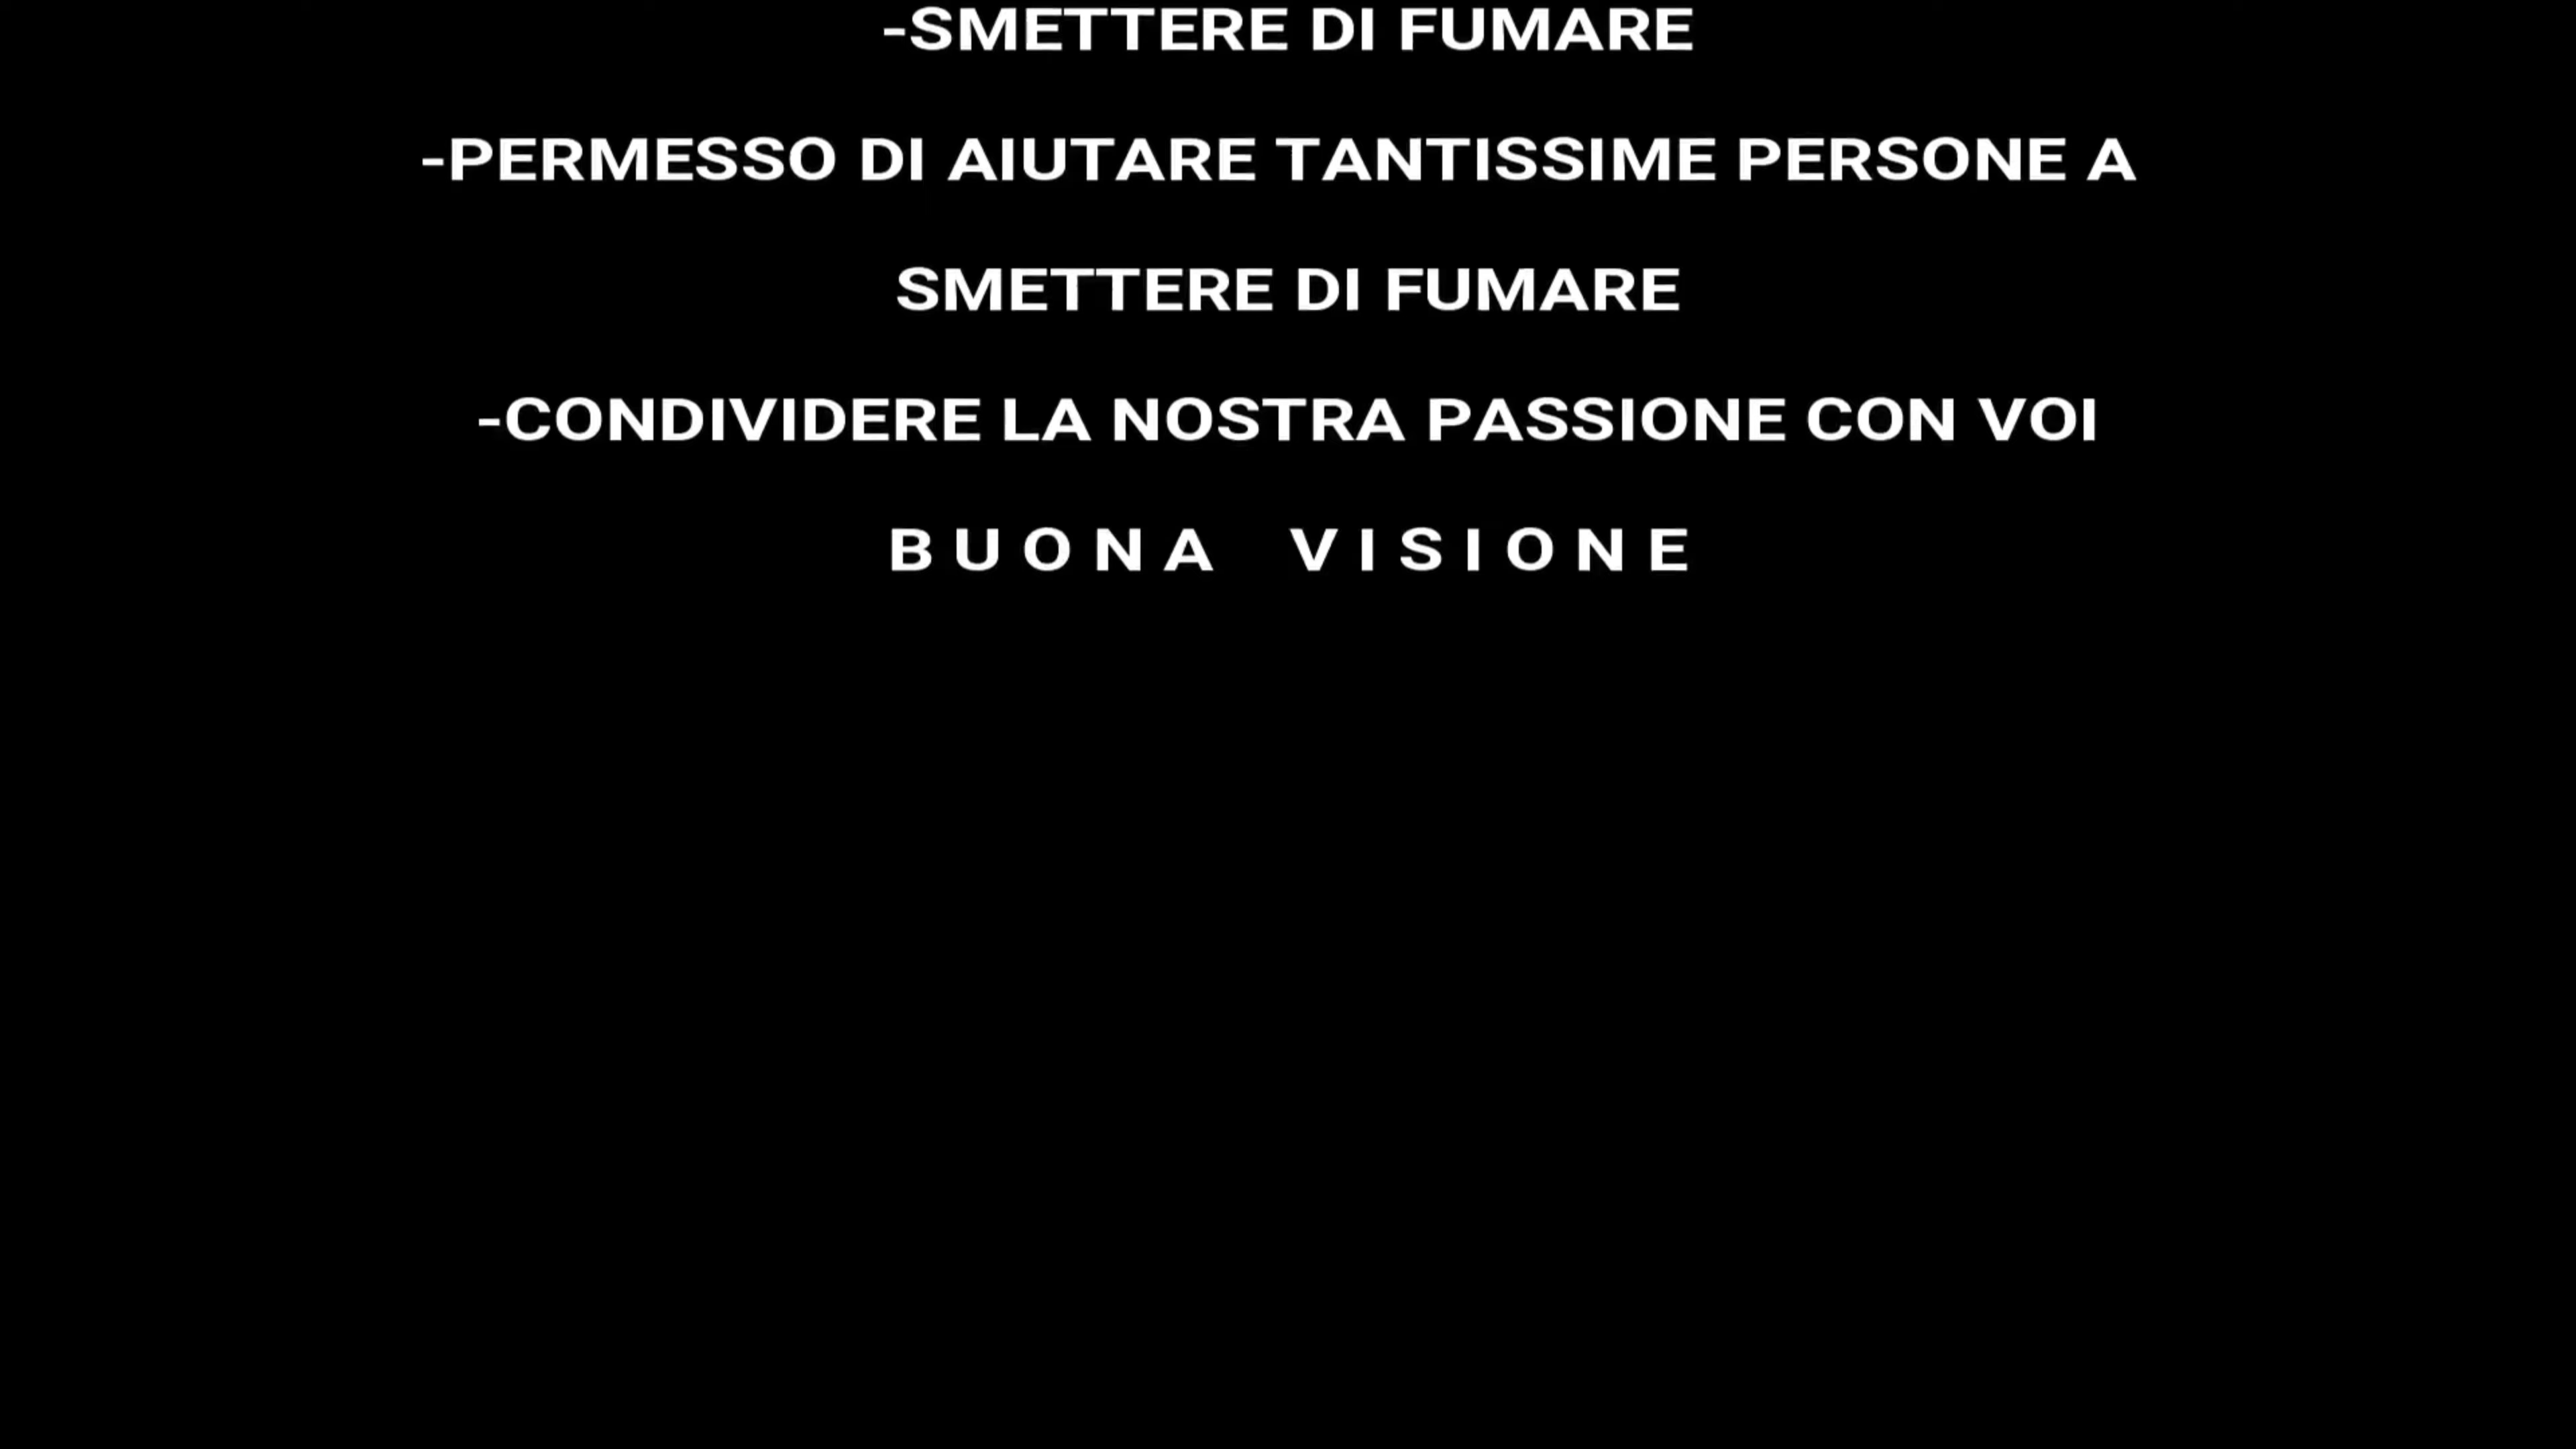 -SMETTERE DI FUMARE
-PERMESSO DI AIUTARE TANTISSIME PERSONE A
SMETTERE DI FUMARE
-CONDIVIDERE LA NOSTRA PASSIONE CON VOI
B U O N A   V I S I O N E